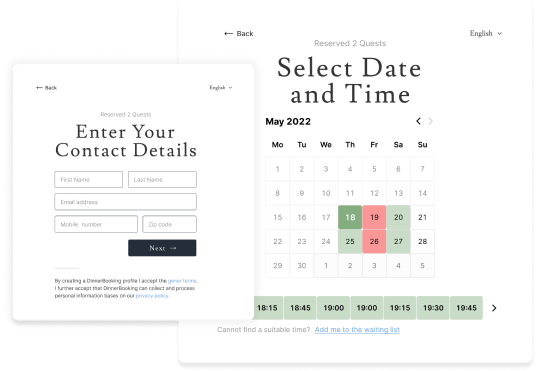 ← Back
English
Reserved 2 Quests
Enter Your
Contact Details
First Name
Last Name
Email address
Mobile number
Zip code
Next →
By creating a DinnerBooking profile I accept the gener terms.
I further accept that DinnerBooking can collect and process
personal information bases on our privacy policy.
← Back
English
Reserved 2 Quests
Select Date
and Time
May 2022
Mo Tu We Th Fr Sa Su
1 2 3 4 5 6 7
8 9 10 11 12 13 14
15 16 17 18 19 20 21
22 23 24 25 26 27 28
29 30 1 2 3 4 5
18:15 18:45 19:00 19:00 19:15 19:30 19:45
Cannot find a suitable time? Add me to the waiting list